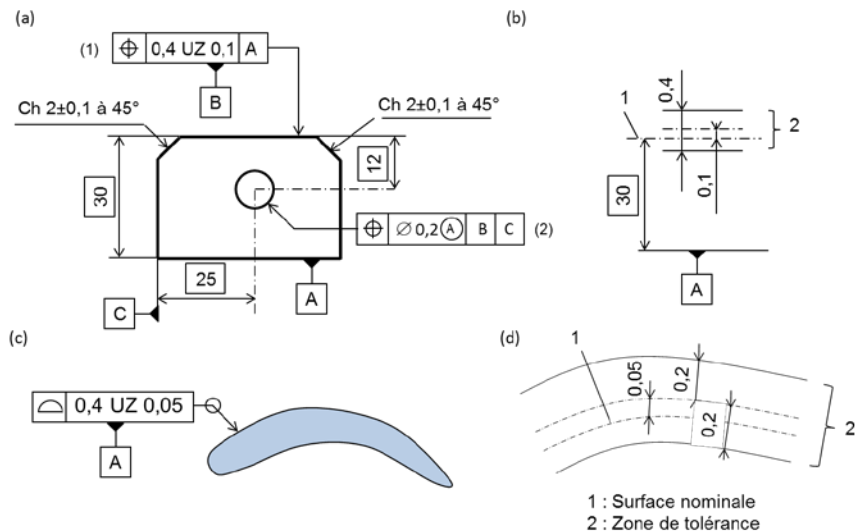 (a)
(b)
(1) ⌖ 0,4 UZ 0,1 A
B
Ch 2±0,1 à 45°
Ch 2±0,1 à 45°
30
12
⌖ ∅ 0,2 Ⓐ B C (2)
25
A
C
1
0,4
2
0,1
30
A
(c)
(d)
⌓ 0,4 UZ 0,05
A
1
0,05
0,2
0,2
2
1 : Surface nominale
2 : Zone de tolérance